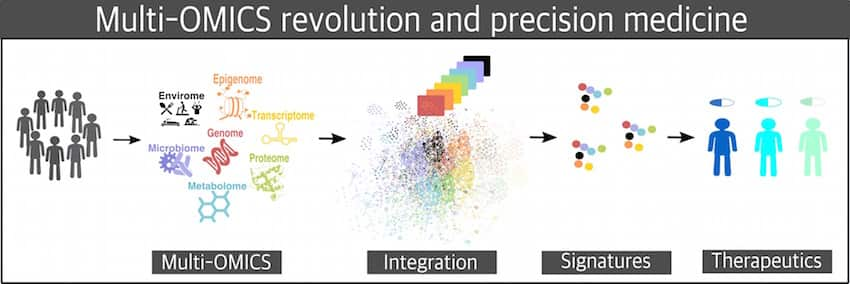 Multi-OMICS revolution and precision medicine
Epigenome
Envirome
Transcriptome
Genome
Microbiome
Proteome
Metabolome
Multi-OMICS
Integration
Signatures
Therapeutics